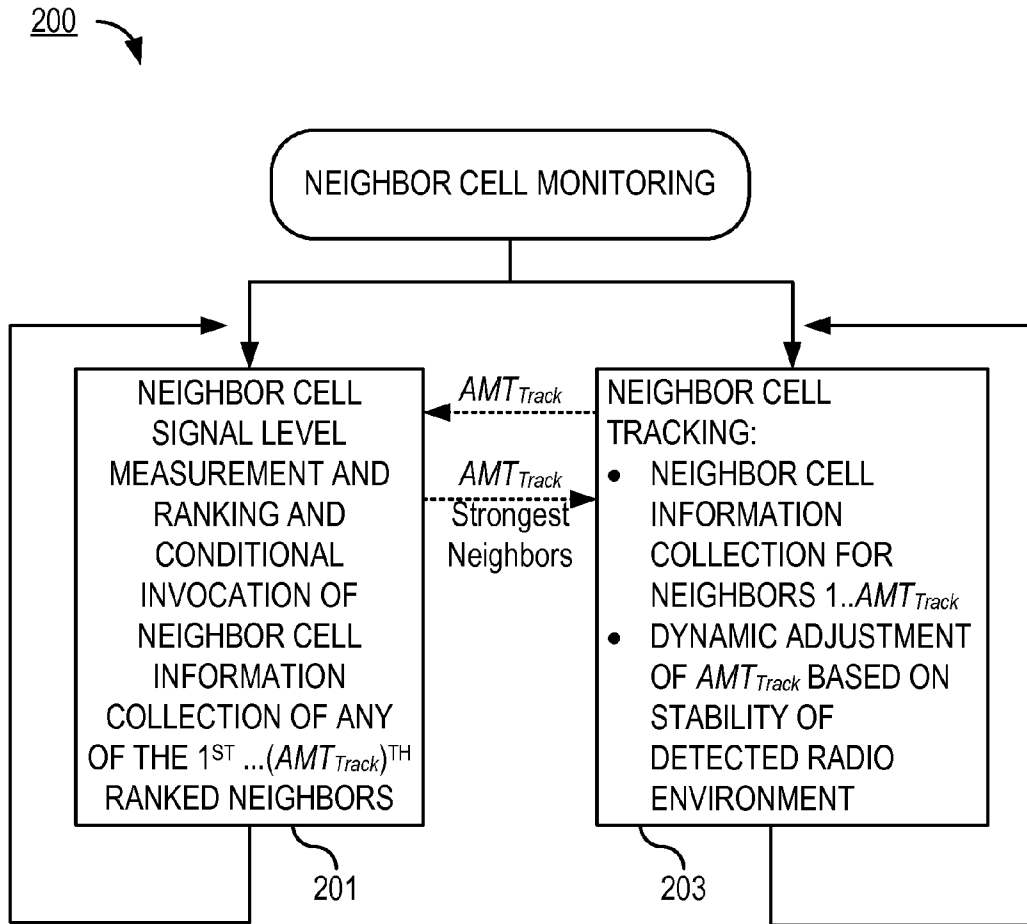 200
NEIGHBOR CELL MONITORING
NEIGHBOR CELL
SIGNAL LEVEL
MEASUREMENT AND
RANKING AND
CONDITIONAL
INVOCATION OF
NEIGHBOR CELL
INFORMATION
COLLECTION OF ANY
OF THE 1ST ...(AMTTrack)TH
RANKED NEIGHBORS
201
AMTTrack
AMTTrack
Strongest
Neighbors
NEIGHBOR CELL
TRACKING:
• NEIGHBOR CELL
INFORMATION
COLLECTION FOR
NEIGHBORS 1..AMTTrack
• DYNAMIC ADJUSTMENT
OF AMTTrack BASED ON
STABILITY OF
DETECTED RADIO
ENVIRONMENT
203